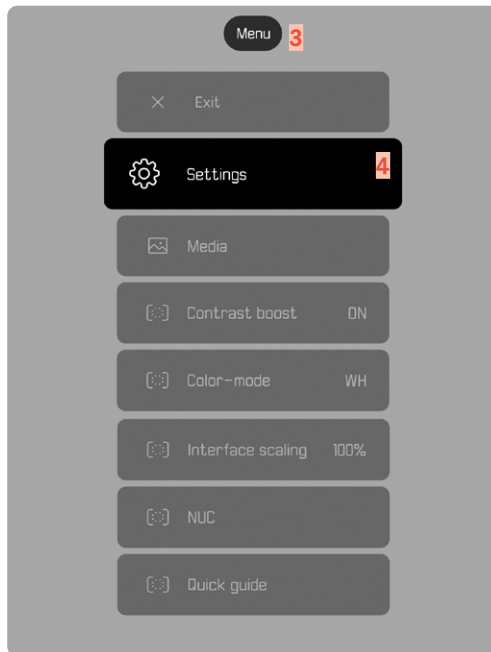 Menu 3
Exit
Settings 4
Media
Contrast boost ON
Color-mode WH
Interface scaling 100%
NUC
Quick guide